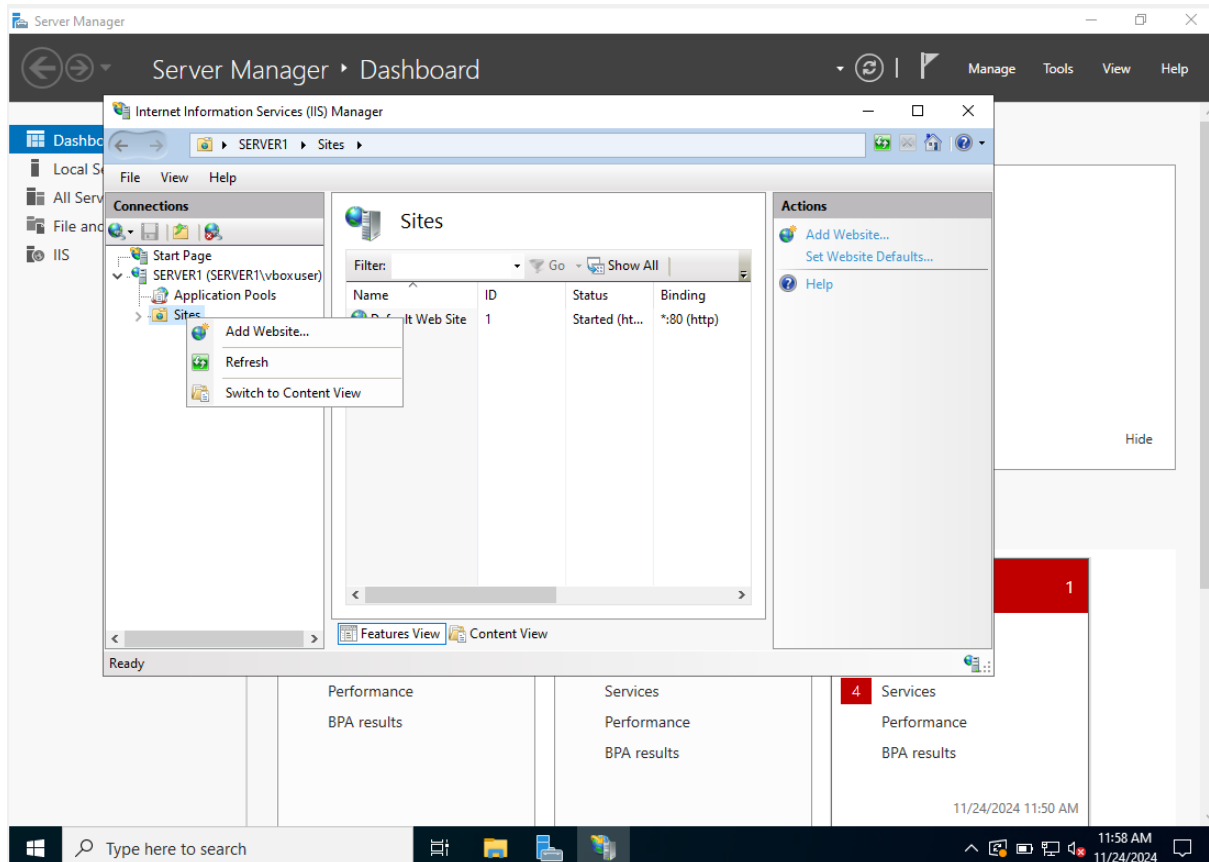 Server Manager
Server Manager • Dashboard
Manage Tools View Help
Internet Information Services (IIS) Manager
SERVER1 Sites
File View Help
Dashbo
Local Se
All Serv
File and
IIS
Connections
Start Page
SERVER1 (SERVER1\vboxuser)
Application Pools
Sites
Add Website...
Refresh
Switch to Content View
Sites
Filter: Go Show All
Name ID Status Binding
Default Web Site 1 Started (ht... *:80 (http)
Features View Content View
Actions
Add Website...
Set Website Defaults...
Help
Ready
Hide
1
Performance
BPA results
Services
Performance
BPA results
4 Services
Performance
BPA results
11/24/2024 11:50 AM
Type here to search
11:58 AM
11/24/2024